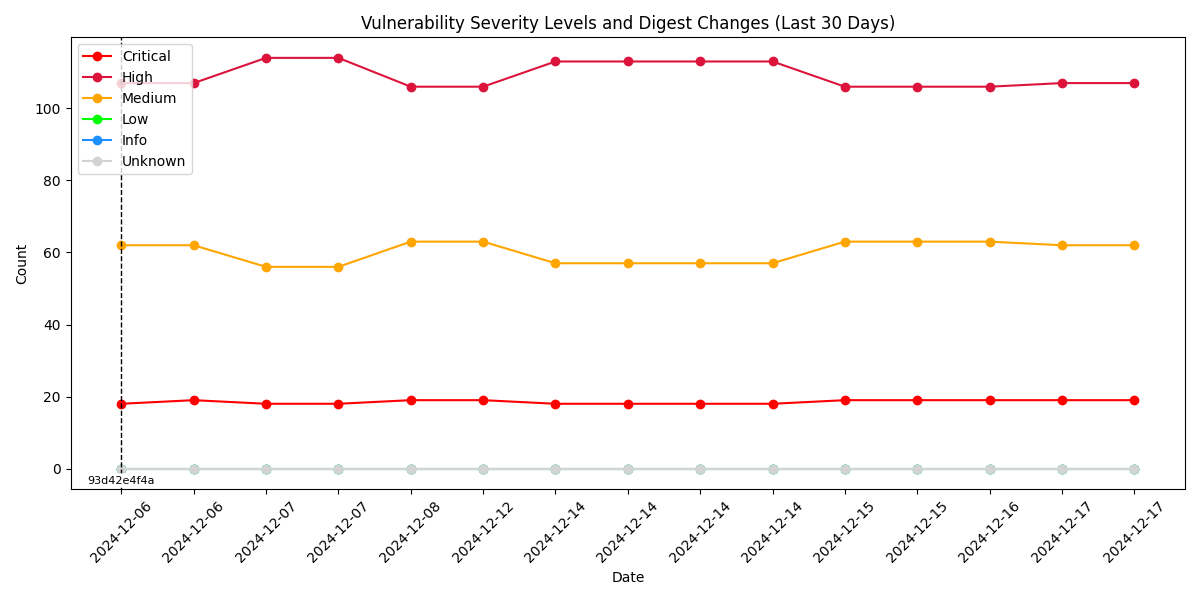 Vulnerability Severity Levels and Digest Changes (Last 30 Days)
Critical
High
Medium
Low
Info
Unknown
Count
100
80
60
40
20
0
93d42e4f4a
2024-12-06
2024-12-06
2024-12-07
2024-12-07
2024-12-08
2024-12-12
2024-12-14
2024-12-14
2024-12-14
2024-12-14
2024-12-15
2024-12-15
2024-12-16
2024-12-17
2024-12-17
Date